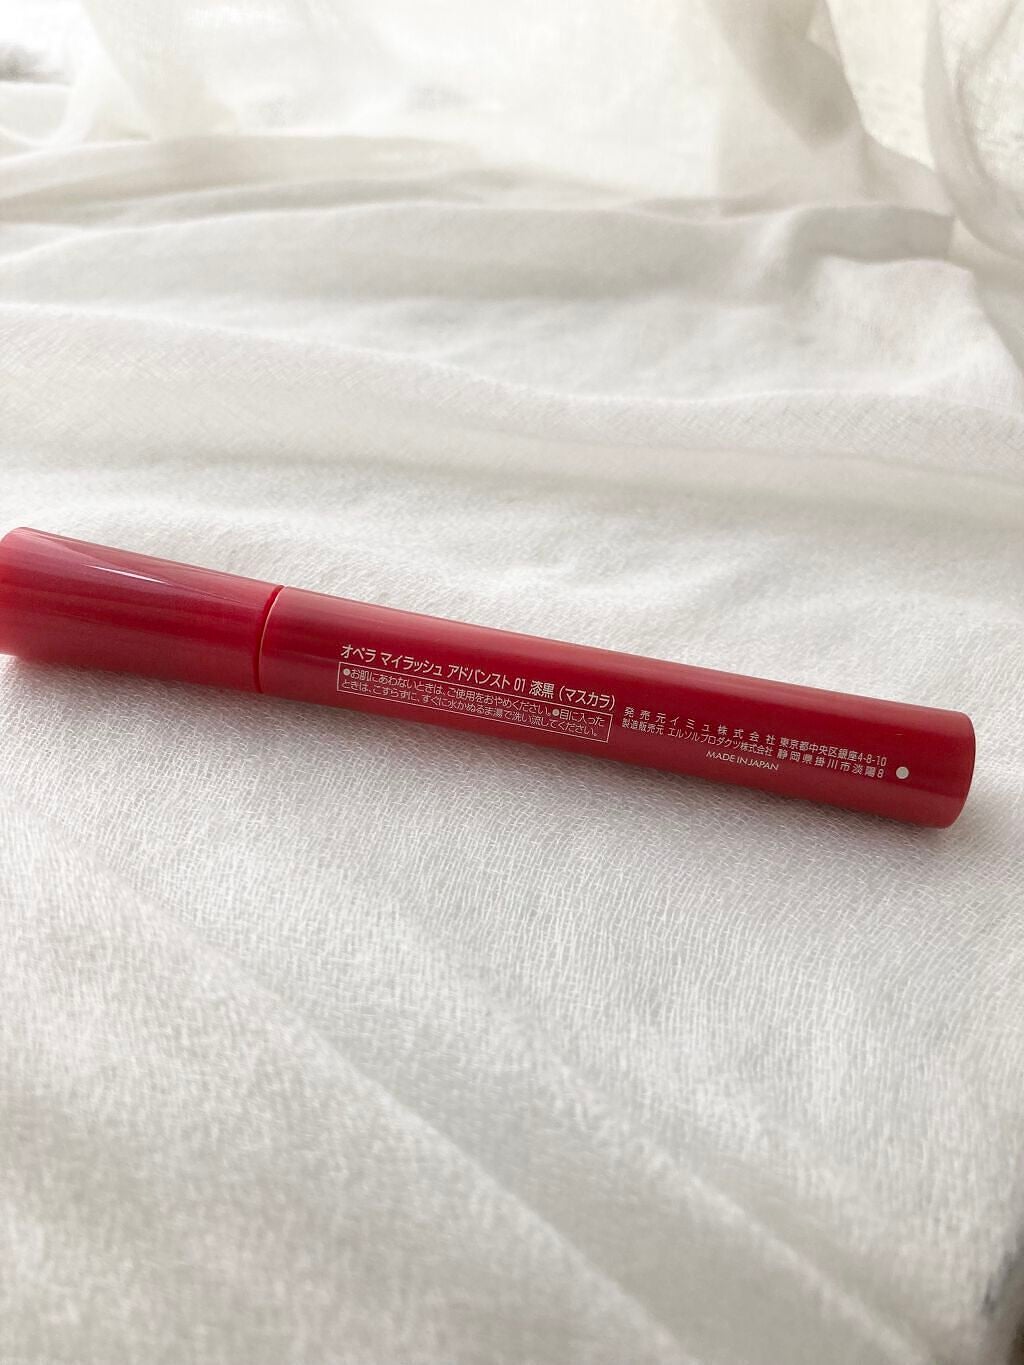 オペラ マイラッシュ アドバンスト 01 漆黒 (マスカラ)
●お肌にあわないときは、ご使用をおやめください。●目に入った
ときは、こすらずに、すぐに水かぬるま湯で洗い流してください。
発売元 イミュ株式会社 東京都中央区銀座4-8-10
製造販売元 エルソルプロダクツ株式会社 静岡県掛川市淡陽8
MADE IN JAPAN